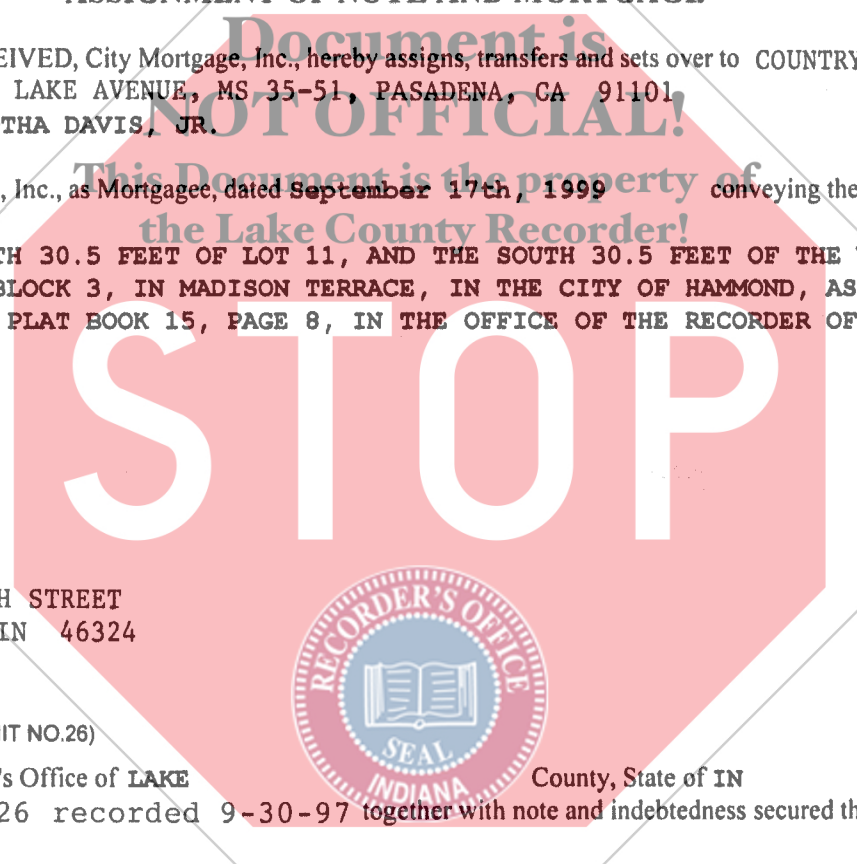 ASSIGNMENT OF NOTE AND MORTGAGE
Document is
EIVED, City Mortgage, Inc., hereby assigns, transfers and sets over to COUNTRY
LAKE AVENUE, MS 35-51, PASADENA, CA 91101
NOT OFFICIAL!
THA DAVIS, JR.
This Document is the property of
, Inc., as Mortgagee, dated September 17th, 1999 conveying the
the Lake County Recorder!
TH 30.5 FEET OF LOT 11, AND THE SOUTH 30.5 FEET OF THE
BLOCK 3, IN MADISON TERRACE, IN THE CITY OF HAMMOND, AS
PLAT BOOK 15, PAGE 8, IN THE OFFICE OF THE RECORDER OF
STOP
H STREET
IN 46324
RECORDER'S OFFICE
SEAL
INDIANA
IT NO.26)
's Office of LAKE County, State of IN
26 recorded 9-30-97 together with note and indebtedness secured th